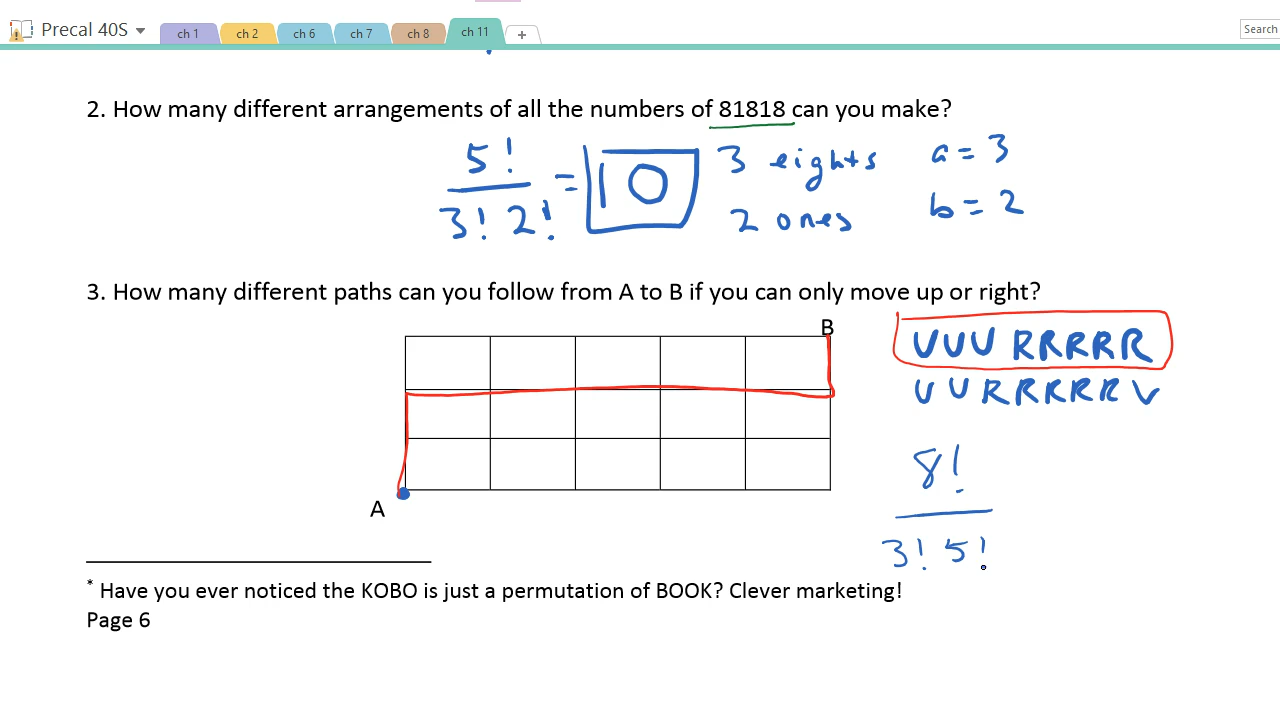 Precal 40S ch 1 ch 2 ch 6 ch 7 ch 8 ch 11 + Search
2. How many different arrangements of all the numbers of 81818 can you make?
5! / 3! 2! = 10
3 eights a = 3
2 ones b = 2
3. How many different paths can you follow from A to B if you can only move up or right?
B
UUU RRRRR
UURRRRRU
8!
3! 5!
A
* Have you ever noticed the KOBO is just a permutation of BOOK? Clever marketing!
Page 6